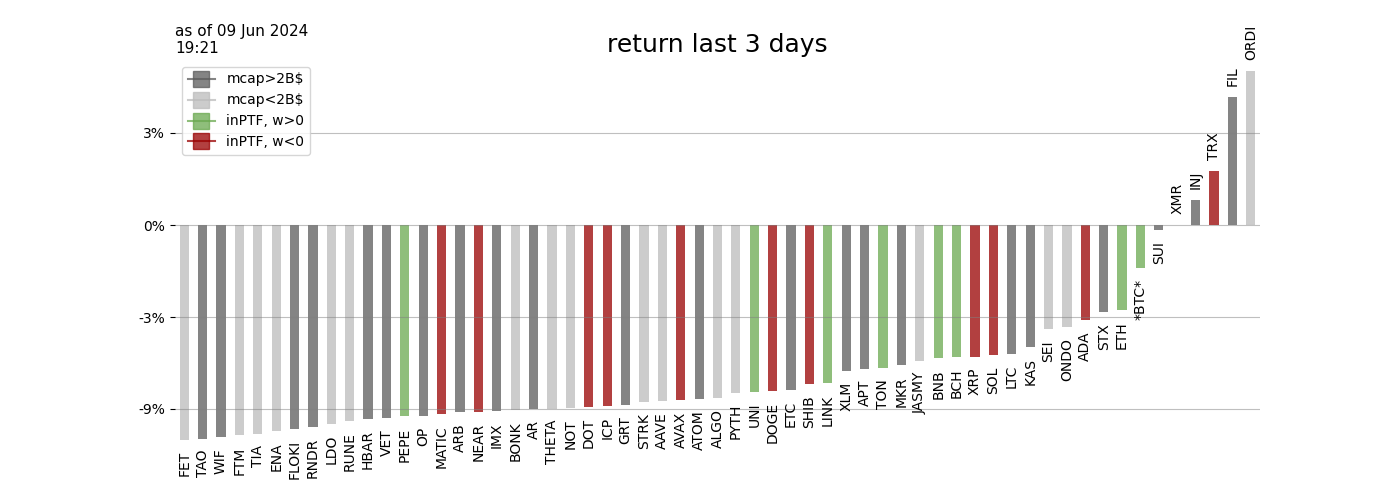 as of 09 Jun 2024
19:21
return last 3 days
mcap>2B$
mcap<2B$
inPTF, w>0
inPTF, w<0
3%
0%
-3%
-9%
FET
TAO
WIF
FTM
TIA
ENA
FLOKI
RNDR
LDO
RUNE
HBAR
VET
PEPE
OP
MATIC
ARB
NEAR
IMX
BONK
AR
THETA
NOT
DOT
ICP
GRT
STRK
AAVE
AVAX
ATOM
ALGO
PYTH
UNI
DOGE
ETC
SHIB
LINK
XLM
APT
TON
MKR
JASMY
BNB
BCH
XRP
SOL
LTC
KAS
SEI
ONDO
ADA
STX
ETH
*BTC*
SUI
XMR
INJ
TRX
FIL
ORDI